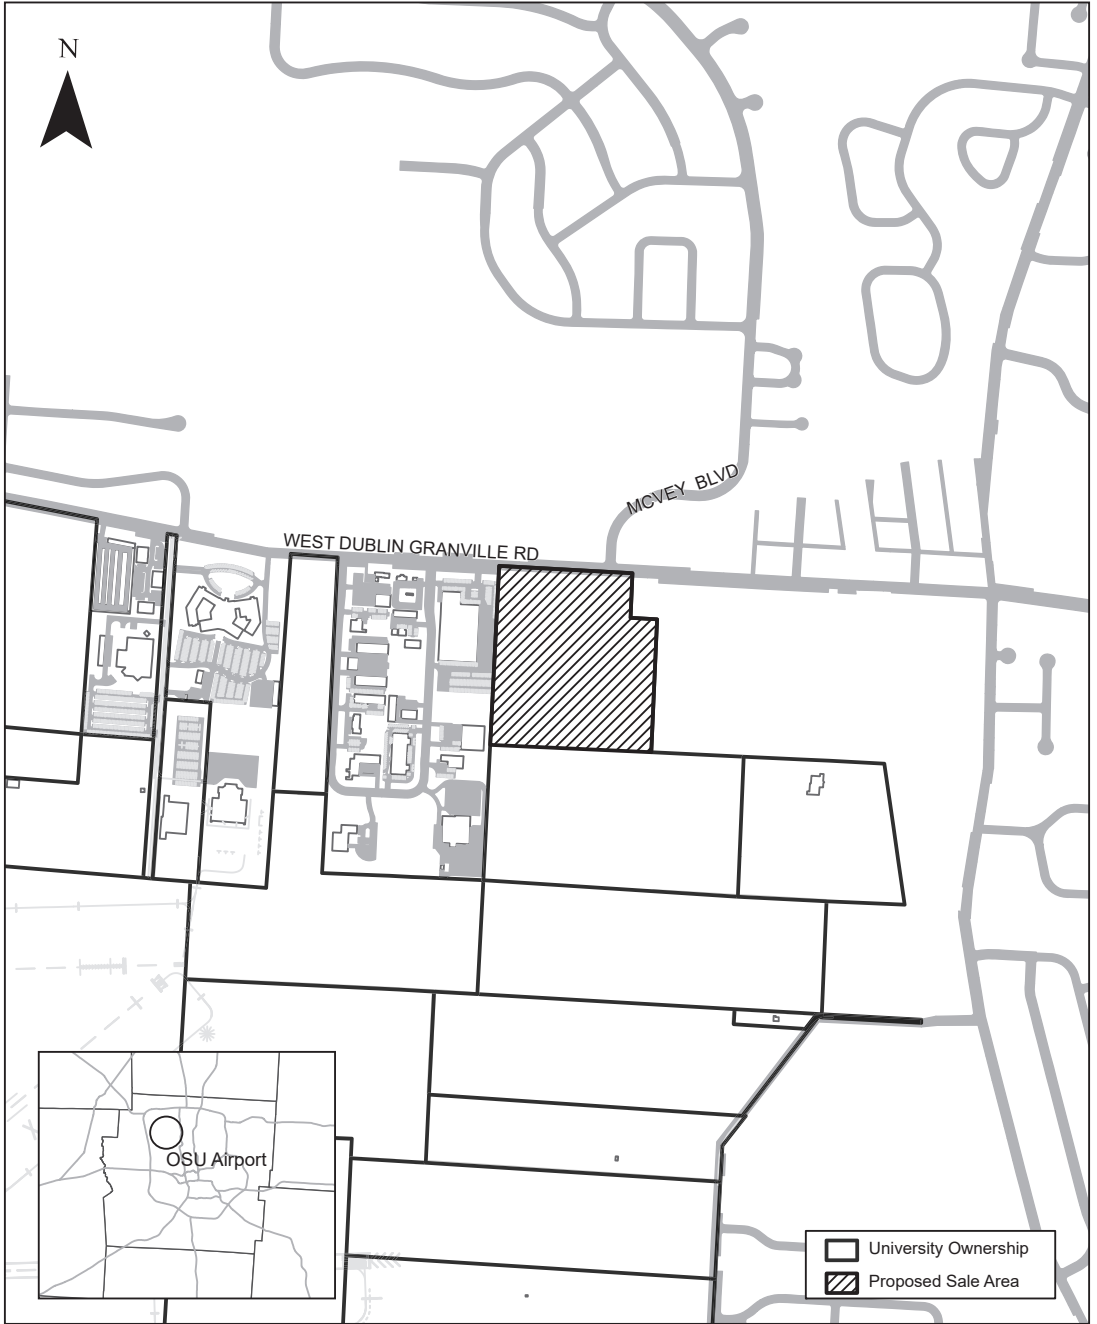 N
MCVEY BLVD
WEST DUBLIN GRANVILLE RD
OSU Airport
University Ownership
Proposed Sale Area